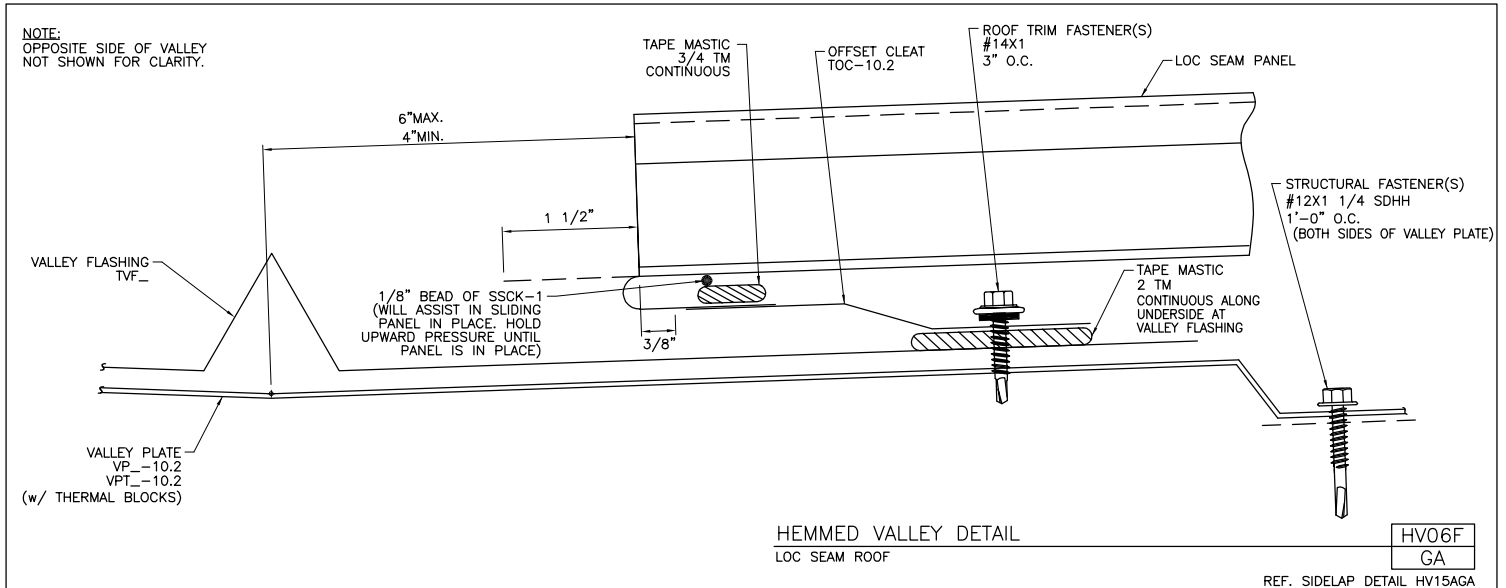 NOTE:
OPPOSITE SIDE OF VALLEY
NOT SHOWN FOR CLARITY.
TAPE MASTIC
3/4 TM
CONTINUOUS
OFFSET CLEAT
TOC-10.2
ROOF TRIM FASTENER(S)
#14X1
3" O.C.
LOC SEAM PANEL
6"MAX.
4"MIN.
STRUCTURAL FASTENER(S)
#12X1 1/4 SDHH
1'-0" O.C.
(BOTH SIDES OF VALLEY PLATE)
1 1/2"
VALLEY FLASHING
TVF_
1/8" BEAD OF SSCK-1
(WILL ASSIST IN SLIDING
PANEL IN PLACE. HOLD
UPWARD PRESSURE UNTIL
PANEL IS IN PLACE)
3/8"
TAPE MASTIC
2 TM
CONTINUOUS ALONG
UNDERSIDE AT
VALLEY FLASHING
VALLEY PLATE
VP_-10.2
VPT_-10.2
(w/ THERMAL BLOCKS)
HEMMED VALLEY DETAIL
LOC SEAM ROOF
HV06F
GA
REF. SIDELAP DETAIL HV15AGA